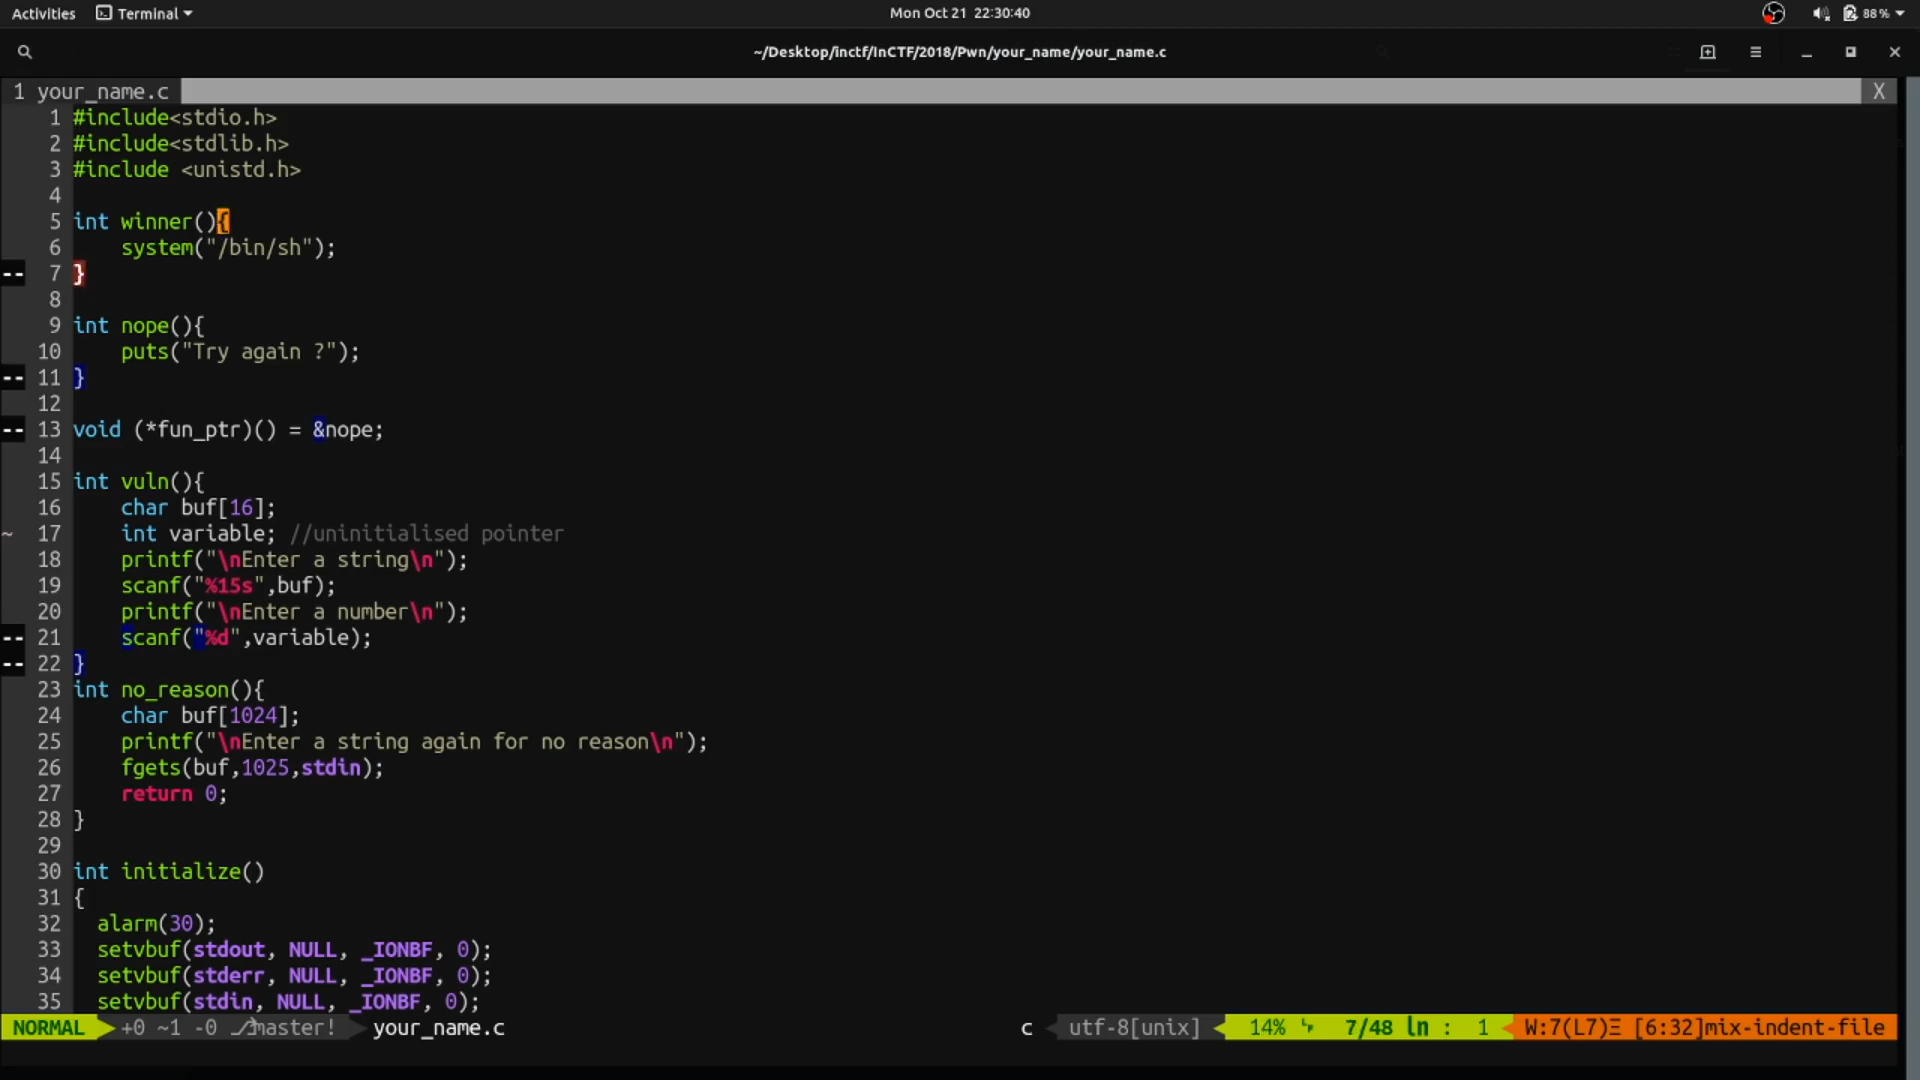 Activities Terminal Mon Oct 21 22:30:40 88%
~/Desktop/inctf/InCTF/2018/Pwn/your_name/your_name.c
1 your_name.c X
1 #include<stdio.h>
2 #include<stdlib.h>
3 #include <unistd.h>
4
5 int winner(){
6     system("/bin/sh");
-- 7 }
8
9 int nope(){
10     puts("Try again ?");
-- 11 }
12
-- 13 void (*fun_ptr)() = &nope;
14
15 int vuln(){
16     char buf[16];
~ 17     int variable; //uninitialised pointer
18     printf("\nEnter a string\n");
19     scanf("%15s",buf);
20     printf("\nEnter a number\n");
-- 21     scanf("%d",variable);
-- 22 }
23 int no_reason(){
24     char buf[1024];
25     printf("\nEnter a string again for no reason\n");
26     fgets(buf,1025,stdin);
27     return 0;
28 }
29
30 int initialize()
31 {
32   alarm(30);
33   setvbuf(stdout, NULL, _IONBF, 0);
34   setvbuf(stderr, NULL, _IONBF, 0);
35   setvbuf(stdin, NULL, _IONBF, 0);
NORMAL +0 ~1 -0 master! your_name.c c utf-8[unix] 14% 7/48 ln : 1 W:7(L7)Ξ [6:32]mix-indent-file